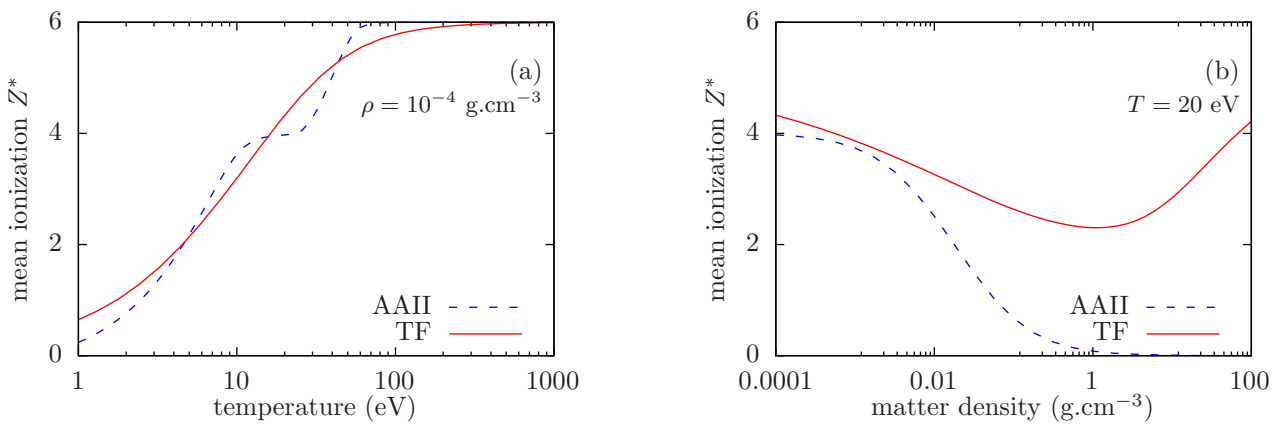 mean ionization Z*
6
4
2
0
(a)
ρ = 10⁻⁴ g.cm⁻³
AAII
TF
1
10
100
1000
temperature (eV)
mean ionization Z*
6
4
2
0
(b)
T = 20 eV
AAII
TF
0.0001
0.01
1
100
matter density (g.cm⁻³)